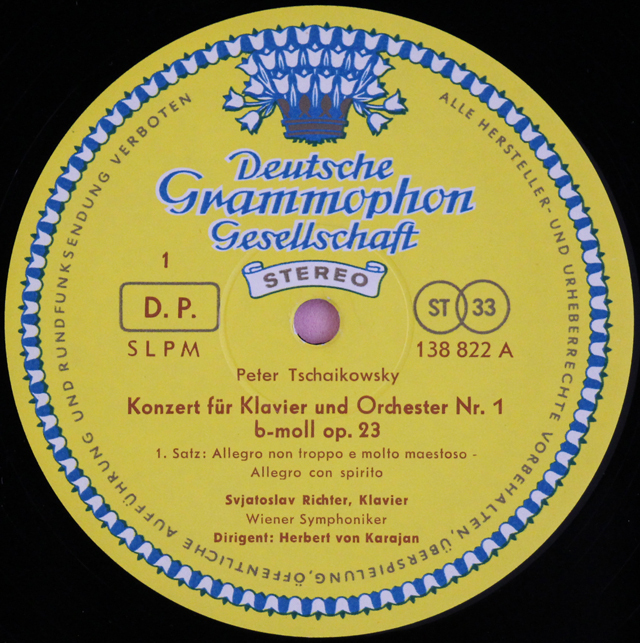 Deutsche
Grammophon
Gesellschaft
STEREO
1
D. P.
SLPM
ST 33
138 822 A
Peter Tschaikowsky
Konzert für Klavier und Orchester Nr. 1
b-moll op. 23
1. Satz: Allegro non troppo e molto maestoso -
Allegro con spirito
Svjatoslav Richter, Klavier
Wiener Symphoniker
Dirigent: Herbert von Karajan
ALLE HERSTELLER- UND URHEBERRECHTE VORBEHALTEN, ÜBERSPIELUNG, ÖFFENTLICHE AUFFÜHRUNG UND RUNDFUNKSENDUNG VERBOTEN